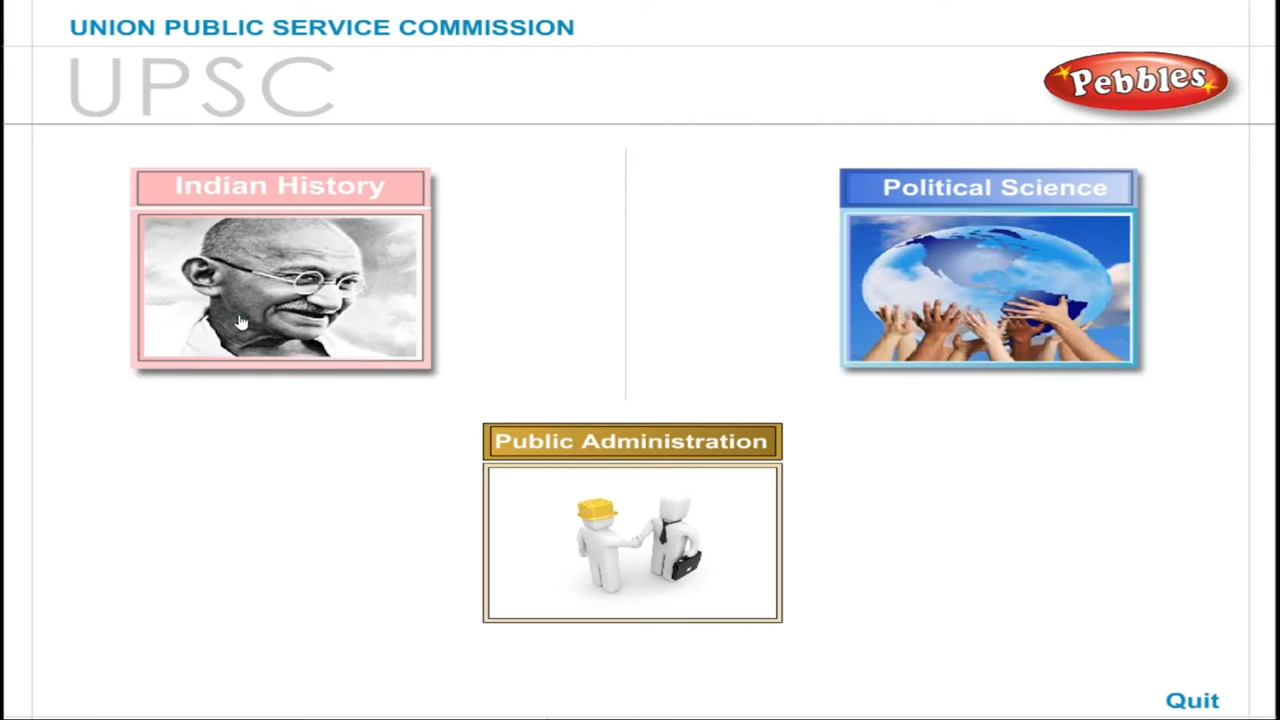 UNION PUBLIC SERVICE COMMISSION
UPSC
Pebbles
Indian History
Political Science
Public Administration
Quit